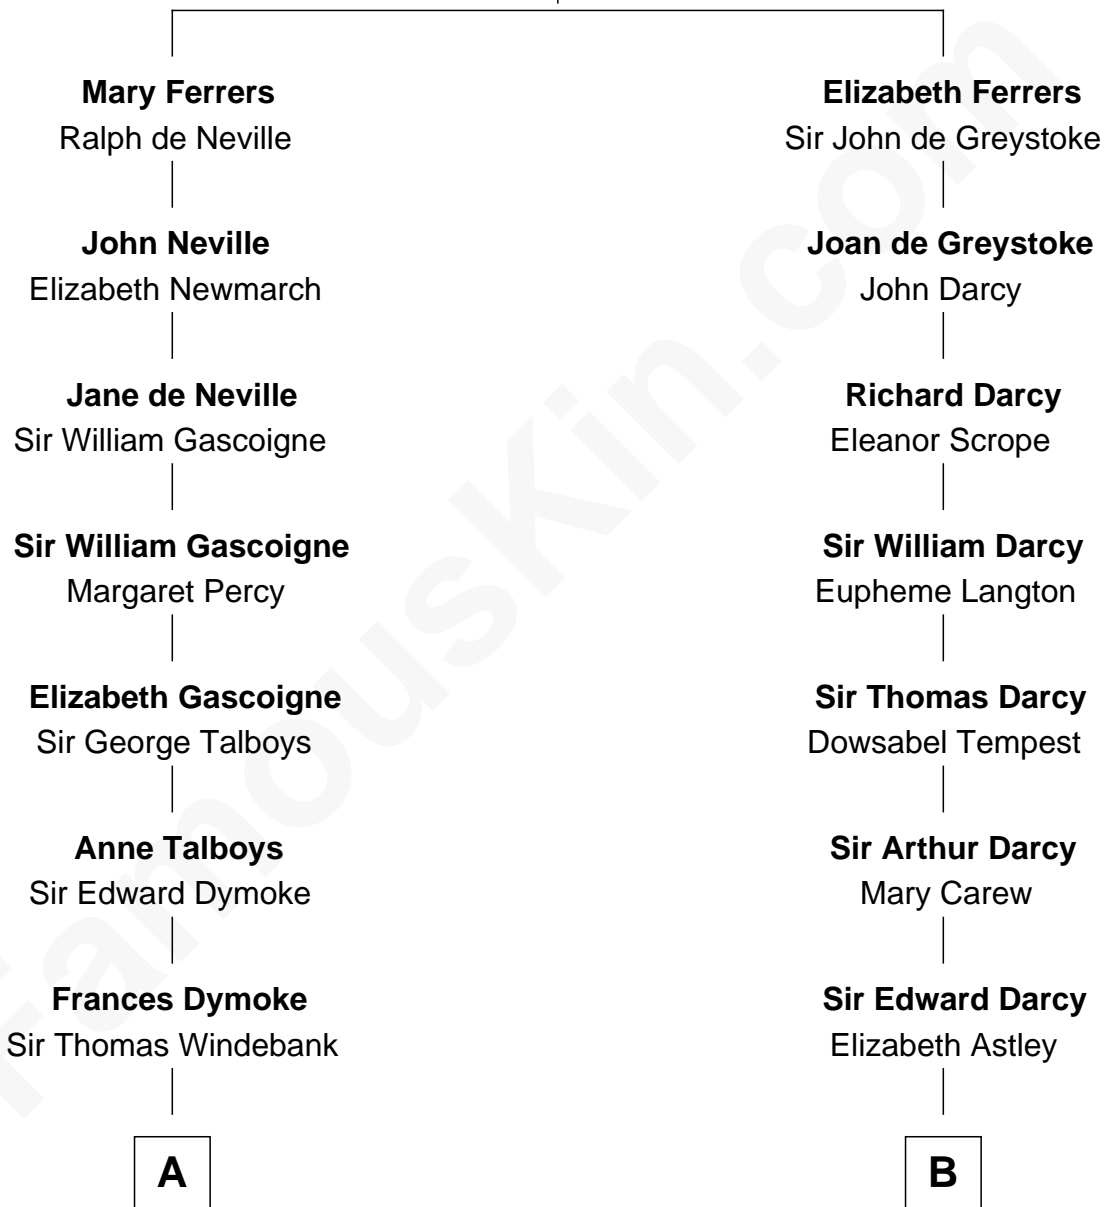 Mary Ferrers
Ralph de Neville
John Neville
Elizabeth Newmarch
Jane de Neville
Sir William Gascoigne
Sir William Gascoigne
Margaret Percy
Elizabeth Gascoigne
Sir George Talboys
Anne Talboys
Sir Edward Dymoke
Frances Dymoke
Sir Thomas Windebank
A
Elizabeth Ferrers
Sir John de Greystoke
Joan de Greystoke
John Darcy
Richard Darcy
Eleanor Scrope
Sir William Darcy
Eupheme Langton
Sir Thomas Darcy
Dowsabel Tempest
Sir Arthur Darcy
Mary Carew
Sir Edward Darcy
Elizabeth Astley
B
FamousKin.com